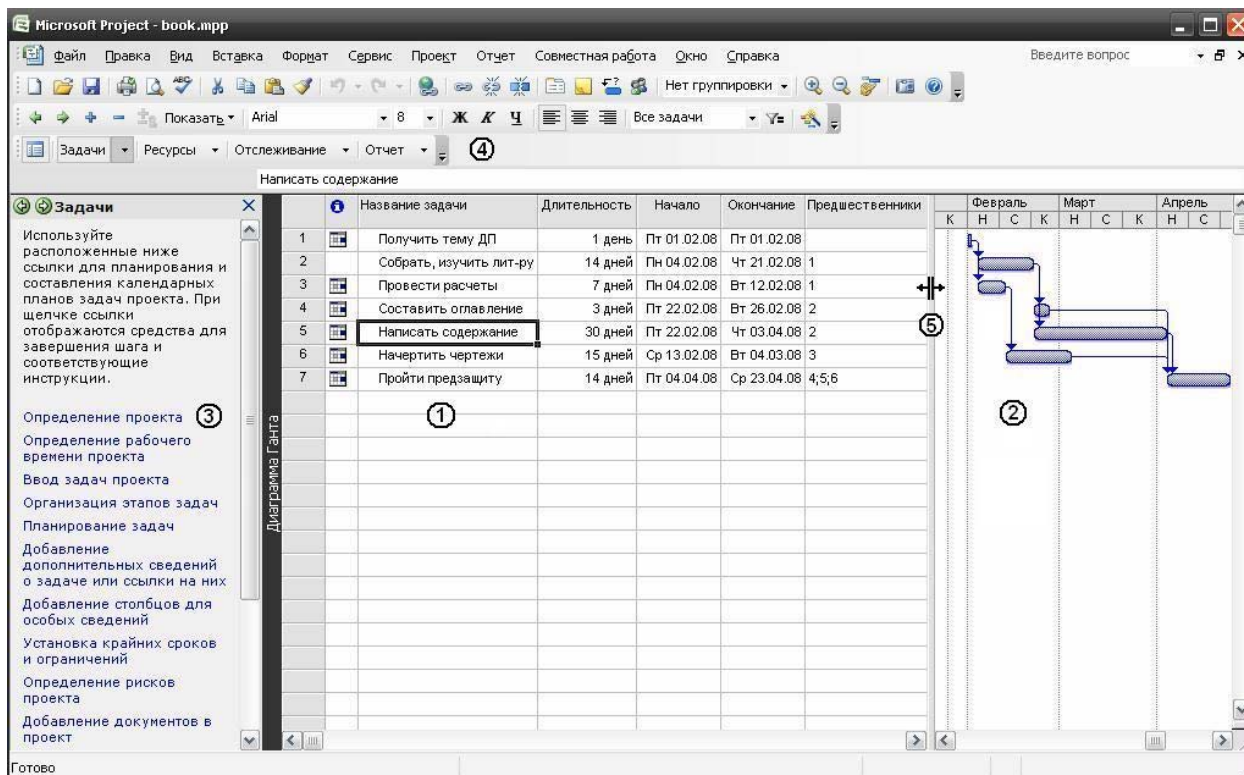 Microsoft Project - book.mpp
Файл Правка Вид Вставка Формат Сервис Проект Отчет Совместная работа Окно Справка Введите вопрос
Нет группировки
Показать Arial 8 Ж К Ч Все задачи
Задачи Ресурсы Отслеживание Отчет 4
Написать содержание
Задачи
Используйте
расположенные ниже
ссылки для планирования и
составления календарных
планов задач проекта. При
щелчке ссылки
отображаются средства для
завершения шага и
соответствующие
инструкции.
Определение проекта 3
Определение рабочего
времени проекта
Ввод задач проекта
Организация этапов задач
Планирование задач
Добавление
дополнительных сведений
о задаче или ссылки на них
Добавление столбцов для
особых сведений
Установка крайних сроков
и ограничений
Определение рисков
проекта
Добавление документов в
проект
Диаграмма Ганта
Название задачи Длительность Начало Окончание Предшественники
1 Получить тему ДП 1 день Пт 01.02.08 Пт 01.02.08
2 Собрать, изучить лит-ру 14 дней Пн 04.02.08 Чт 21.02.08 1
3 Провести расчеты 7 дней Пн 04.02.08 Вт 12.02.08 1
4 Составить оглавление 3 дней Пт 22.02.08 Вт 26.02.08 2
5 Написать содержание 30 дней Пт 22.02.08 Чт 03.04.08 2
6 Начертить чертежи 15 дней Ср 13.02.08 Вт 04.03.08 3
7 Пройти предзащиту 14 дней Пт 04.04.08 Ср 23.04.08 4;5;6
1
Февраль Март Апрель
К Н С К Н С К Н С
5
2
Готово